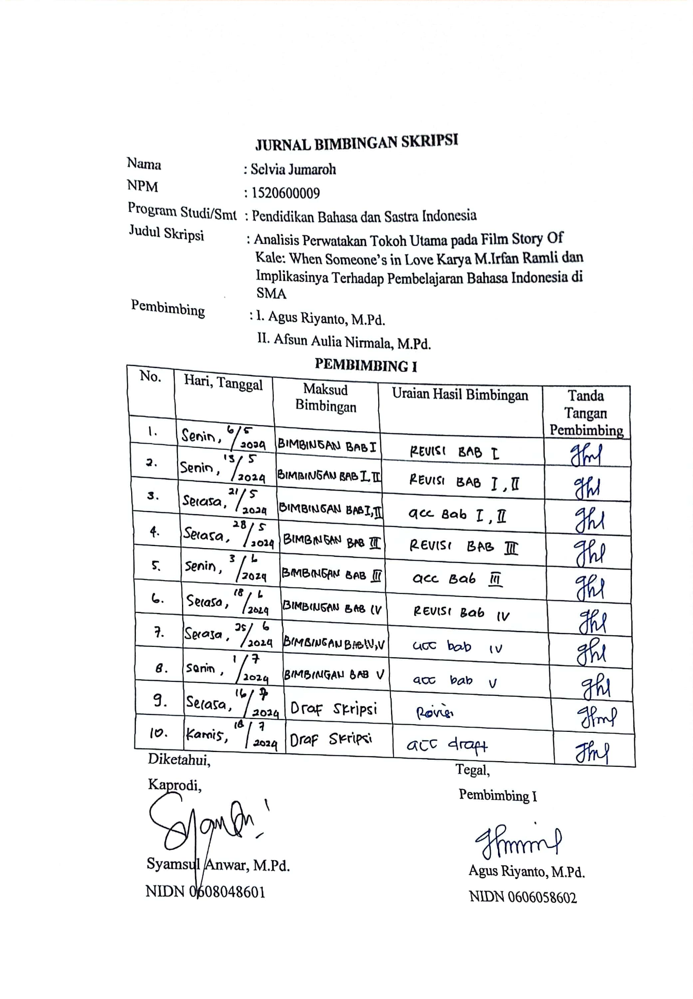 JURNAL BIMBINGAN SKRIPSI
Nama : Selvia Jumaroh
NPM : 1520600009
Program Studi/Smt : Pendidikan Bahasa dan Sastra Indonesia
Judul Skripsi : Analisis Perwatakan Tokoh Utama pada Film Story Of
Kale: When Someone's in Love Karya M.Irfan Ramli dan
Implikasinya Terhadap Pembelajaran Bahasa Indonesia di
SMA
Pembimbing : I. Agus Riyanto, M.Pd.
II. Afsun Aulia Nirmala, M.Pd.
PEMBIMBING I
No. Hari, Tanggal Maksud Bimbingan Uraian Hasil Bimbingan Tanda Tangan Pembimbing
1. Senin, 6/5/2024 BIMBINGAN BAB I REVISI BAB I
2. Senin, 13/5/2024 BIMBINGAN BAB I, II REVISI BAB I, II
3. Selasa, 21/5/2024 BIMBINGAN BAB I, II acc Bab I, II
4. Selasa, 28/5/2024 BIMBINGAN BAB III REVISI BAB III
5. Senin, 3/6/2024 BIMBINGAN BAB III acc Bab III
6. Selasa, 18/6/2024 BIMBINGAN BAB IV REVISI Bab IV
7. Selasa, 25/6/2024 BIMBINGAN BAB IV, V acc bab IV
8. Senin, 1/7/2024 BIMBINGAN BAB V acc bab V
9. Selasa, 16/7/2024 Draf Skripsi Revisi
10. Kamis, 18/7/2024 Draf Skripsi acc draft
Diketahui,
Tegal,
Kaprodi,
Pembimbing I
Syamsul Anwar, M.Pd.
Agus Riyanto, M.Pd.
NIDN 0608048601
NIDN 0606058602